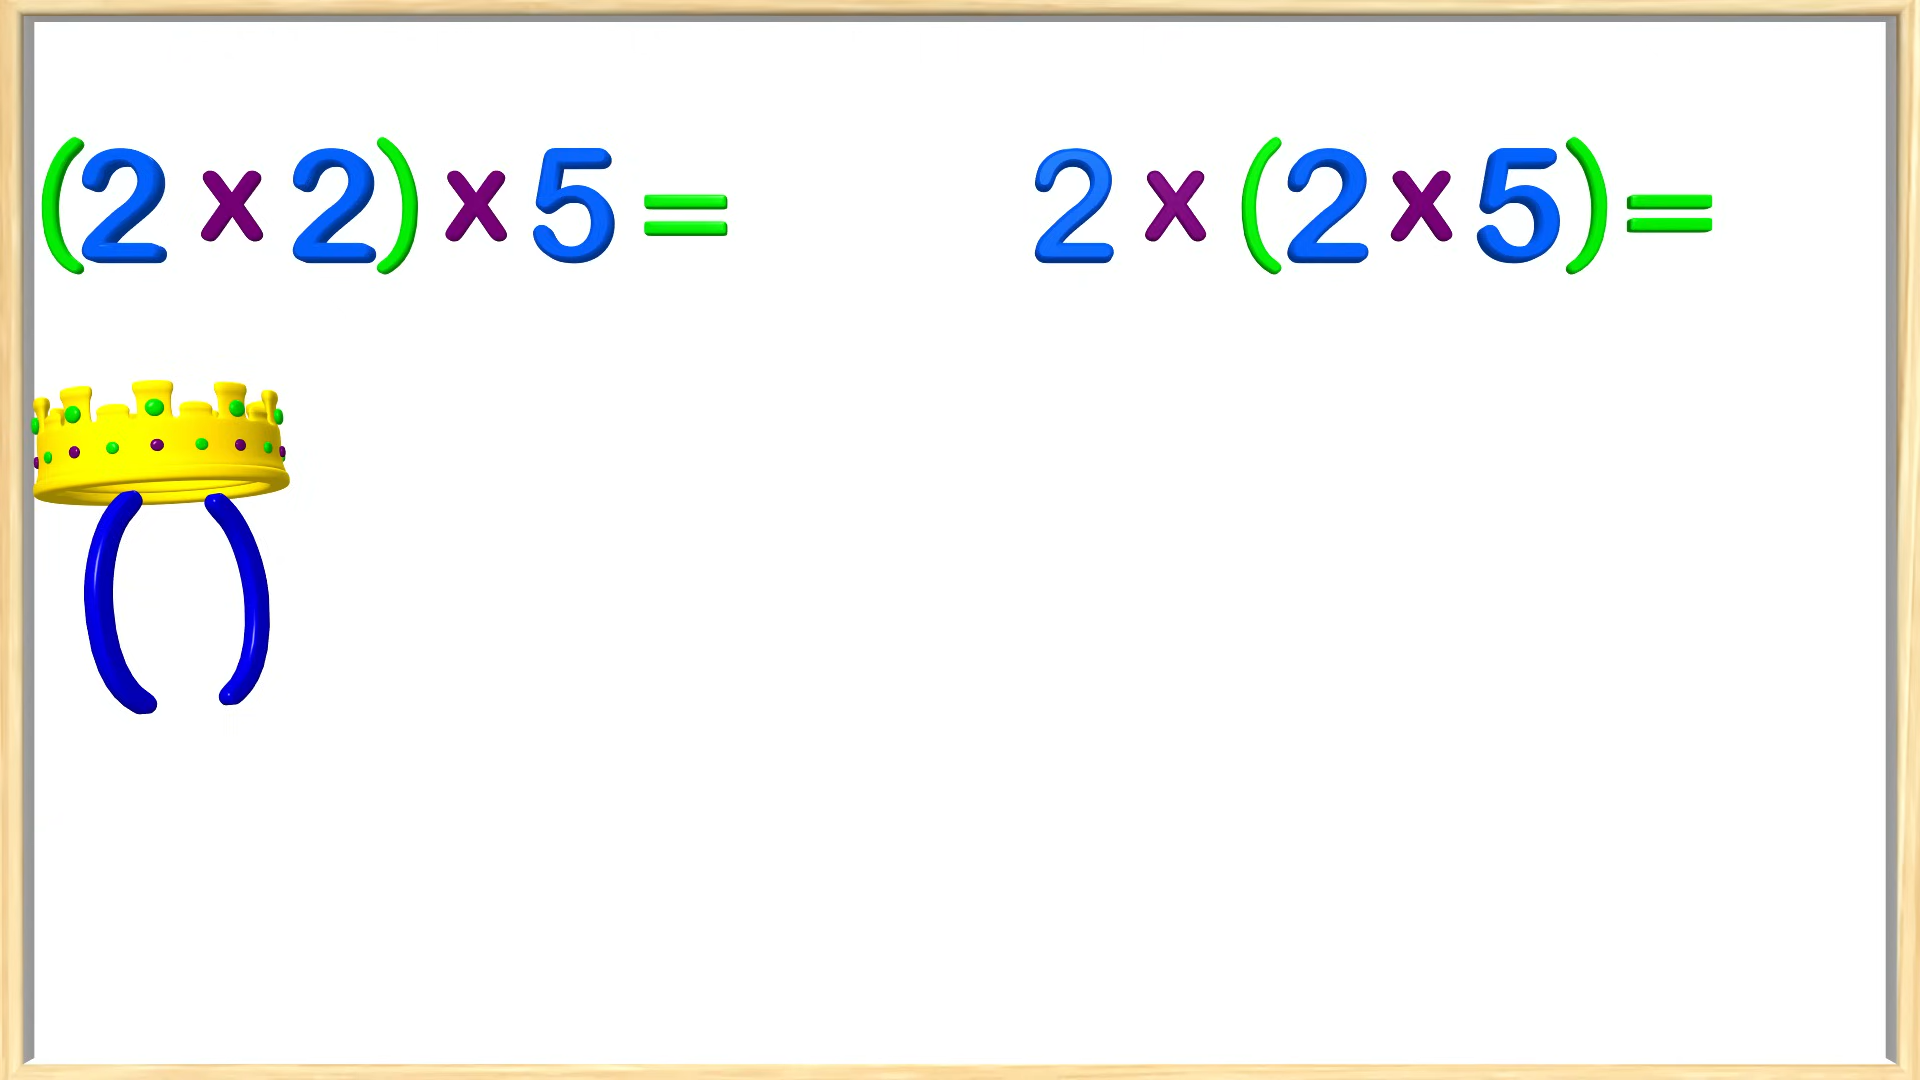 (2 x 2) x 5 =
2 x (2 x 5) =
( )